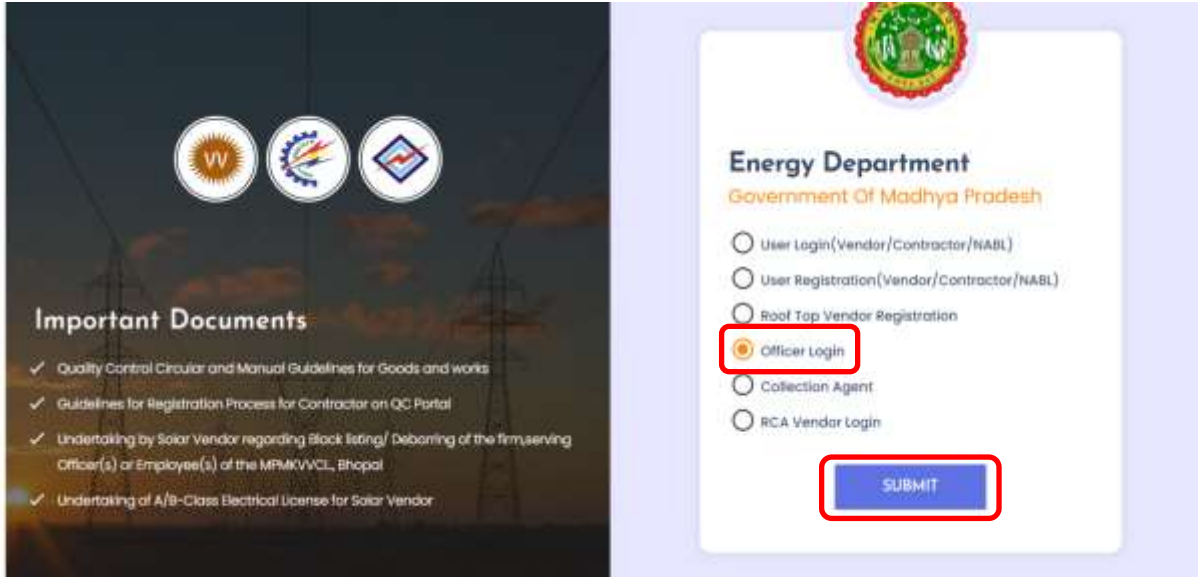 VV
Important Documents
Quality Control Circular and Manual Guidelines for Goods and works
Guidelines for Registration Process for Contractor on QC Portal
Undertaking by Solar Vendor regarding Black listing/ Deborring of the firm,serving
Officer(s) or Employee(s) of the MPMKVVCL, Bhopal
Undertaking of A/B-Class Electrical License for Solar Vendor
Energy Department
Government Of Madhya Pradesh
User Login(Vendor/Contractor/NABL)
User Registration(Vendor/Contractor/NABL)
Roof Top Vendor Registration
Officer Login
Collection Agent
RCA Vendor Login
SUBMIT